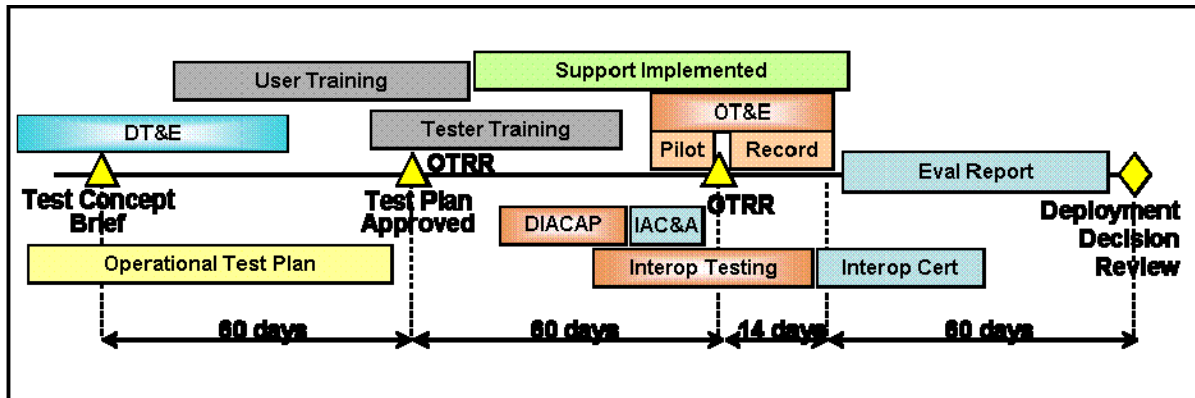 Support Implemented
User Training
OT&E
DT&E
Tester Training
Pilot
Record
OTRR
Eval Report
Test Concept
Brief
Test Plan
Approved
OTRR
Deployment
Decision
Review
DIACAP
IAC&A
Operational Test Plan
Interop Testing
Interop Cert
60 days
60 days
14 days
60 days